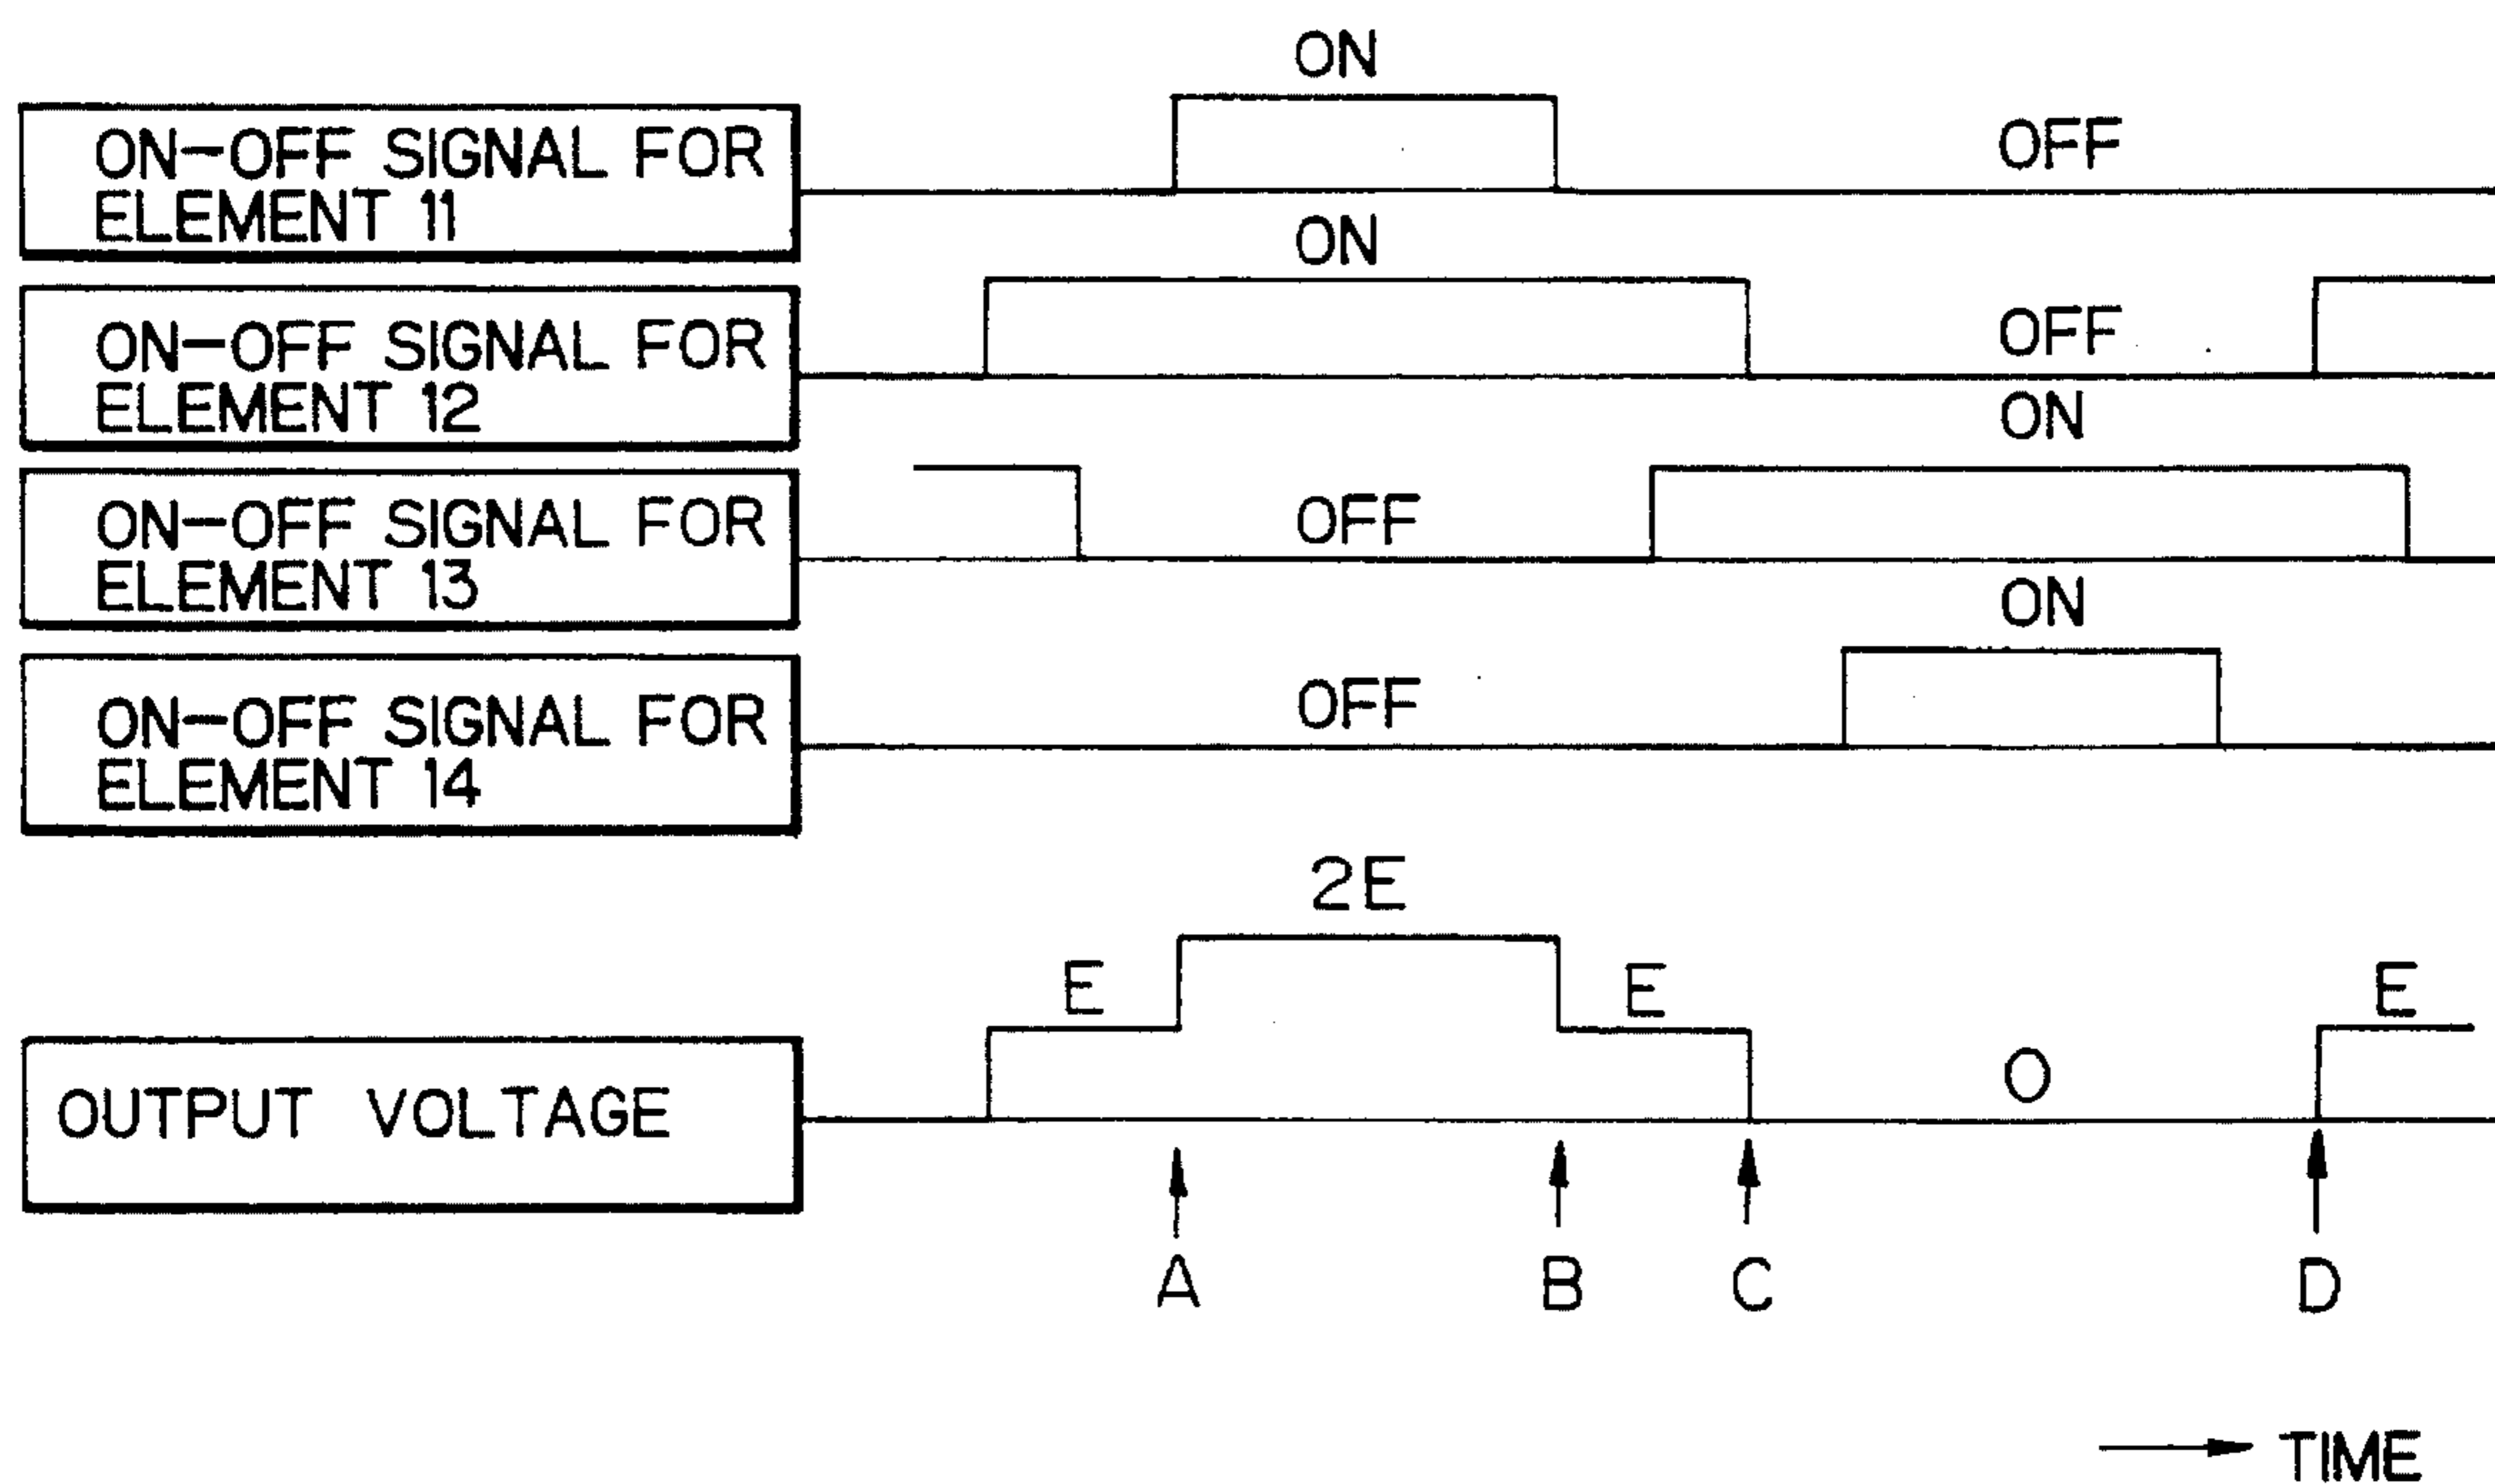 ON
ON-OFF SIGNAL FOR
ELEMENT 11
OFF
ON
ON-OFF SIGNAL FOR
ELEMENT 12
OFF
ON
ON-OFF SIGNAL FOR
ELEMENT 13
OFF
ON
ON-OFF SIGNAL FOR
ELEMENT 14
OFF
2E
E
E
E
OUTPUT VOLTAGE
O
A
B
C
D
TIME